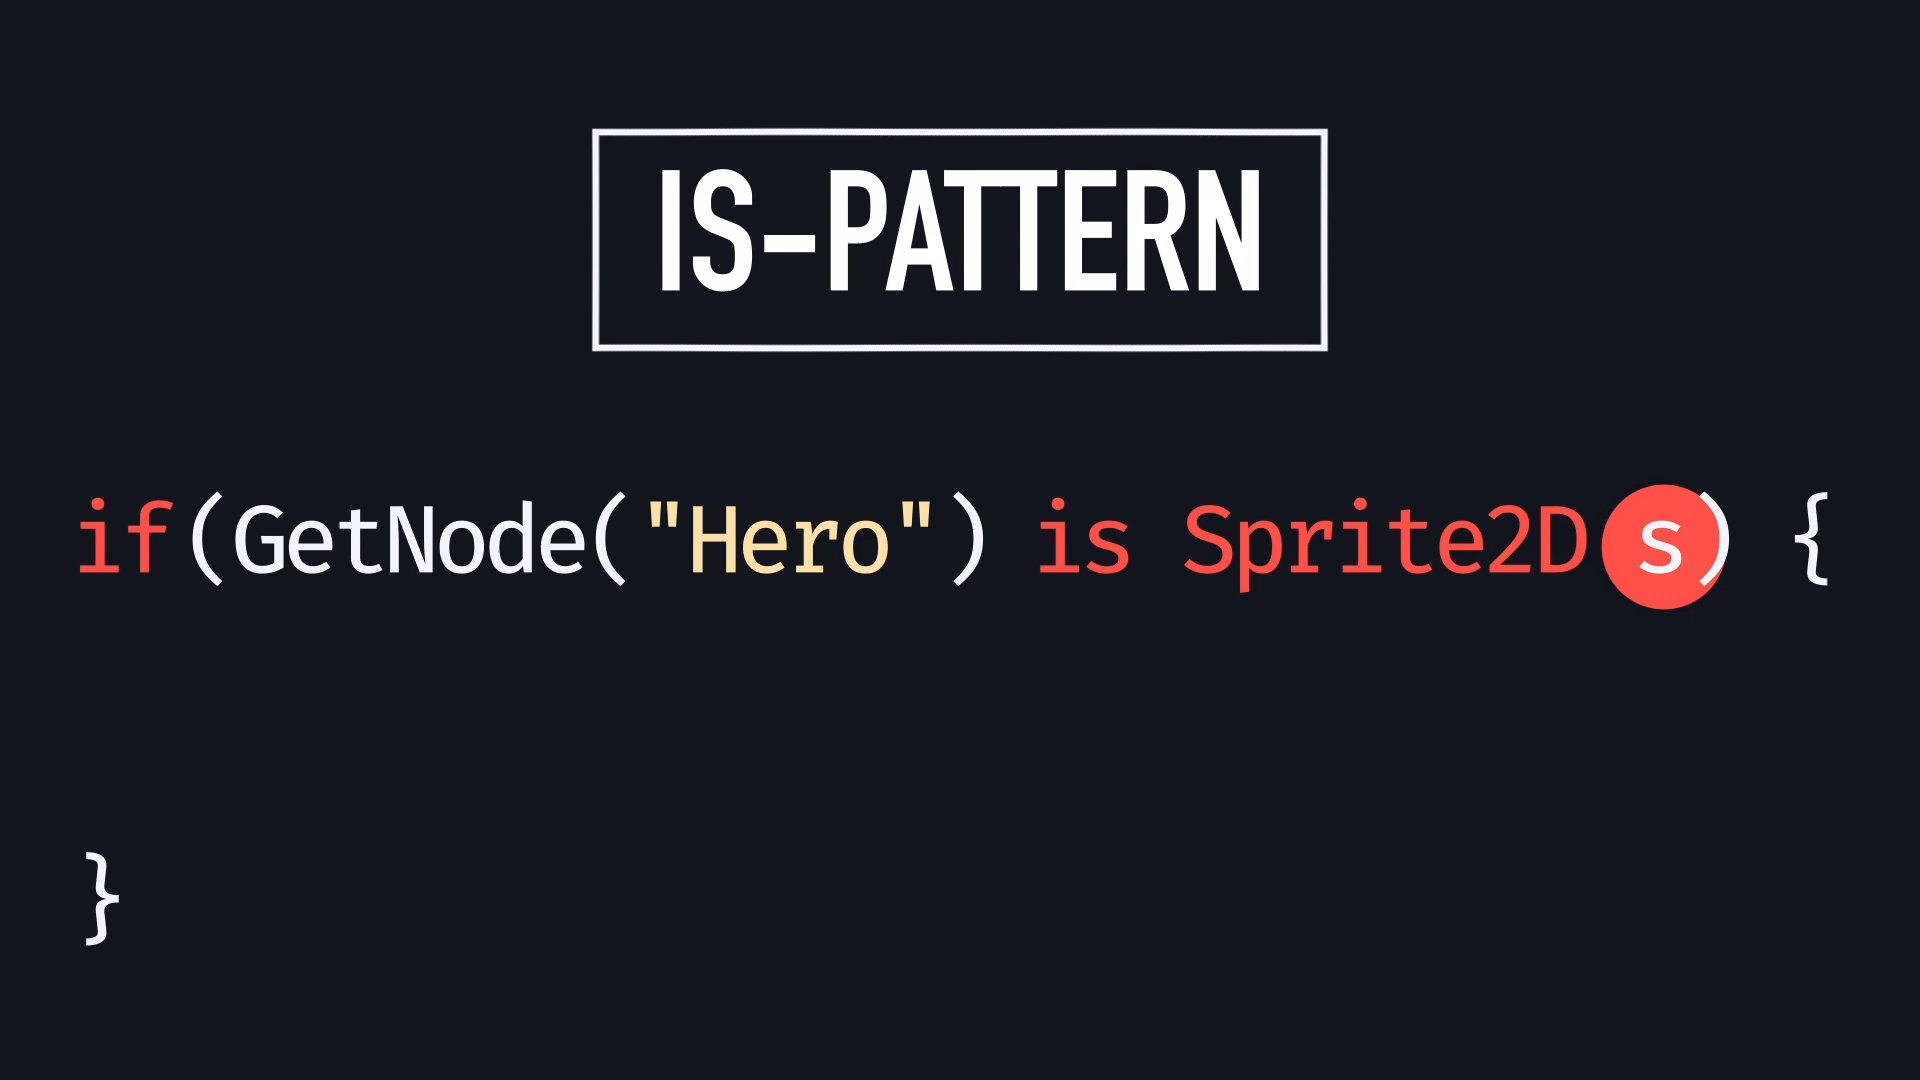 IS-PATTERN
if(GetNode("Hero") is Sprite2D s) {
}